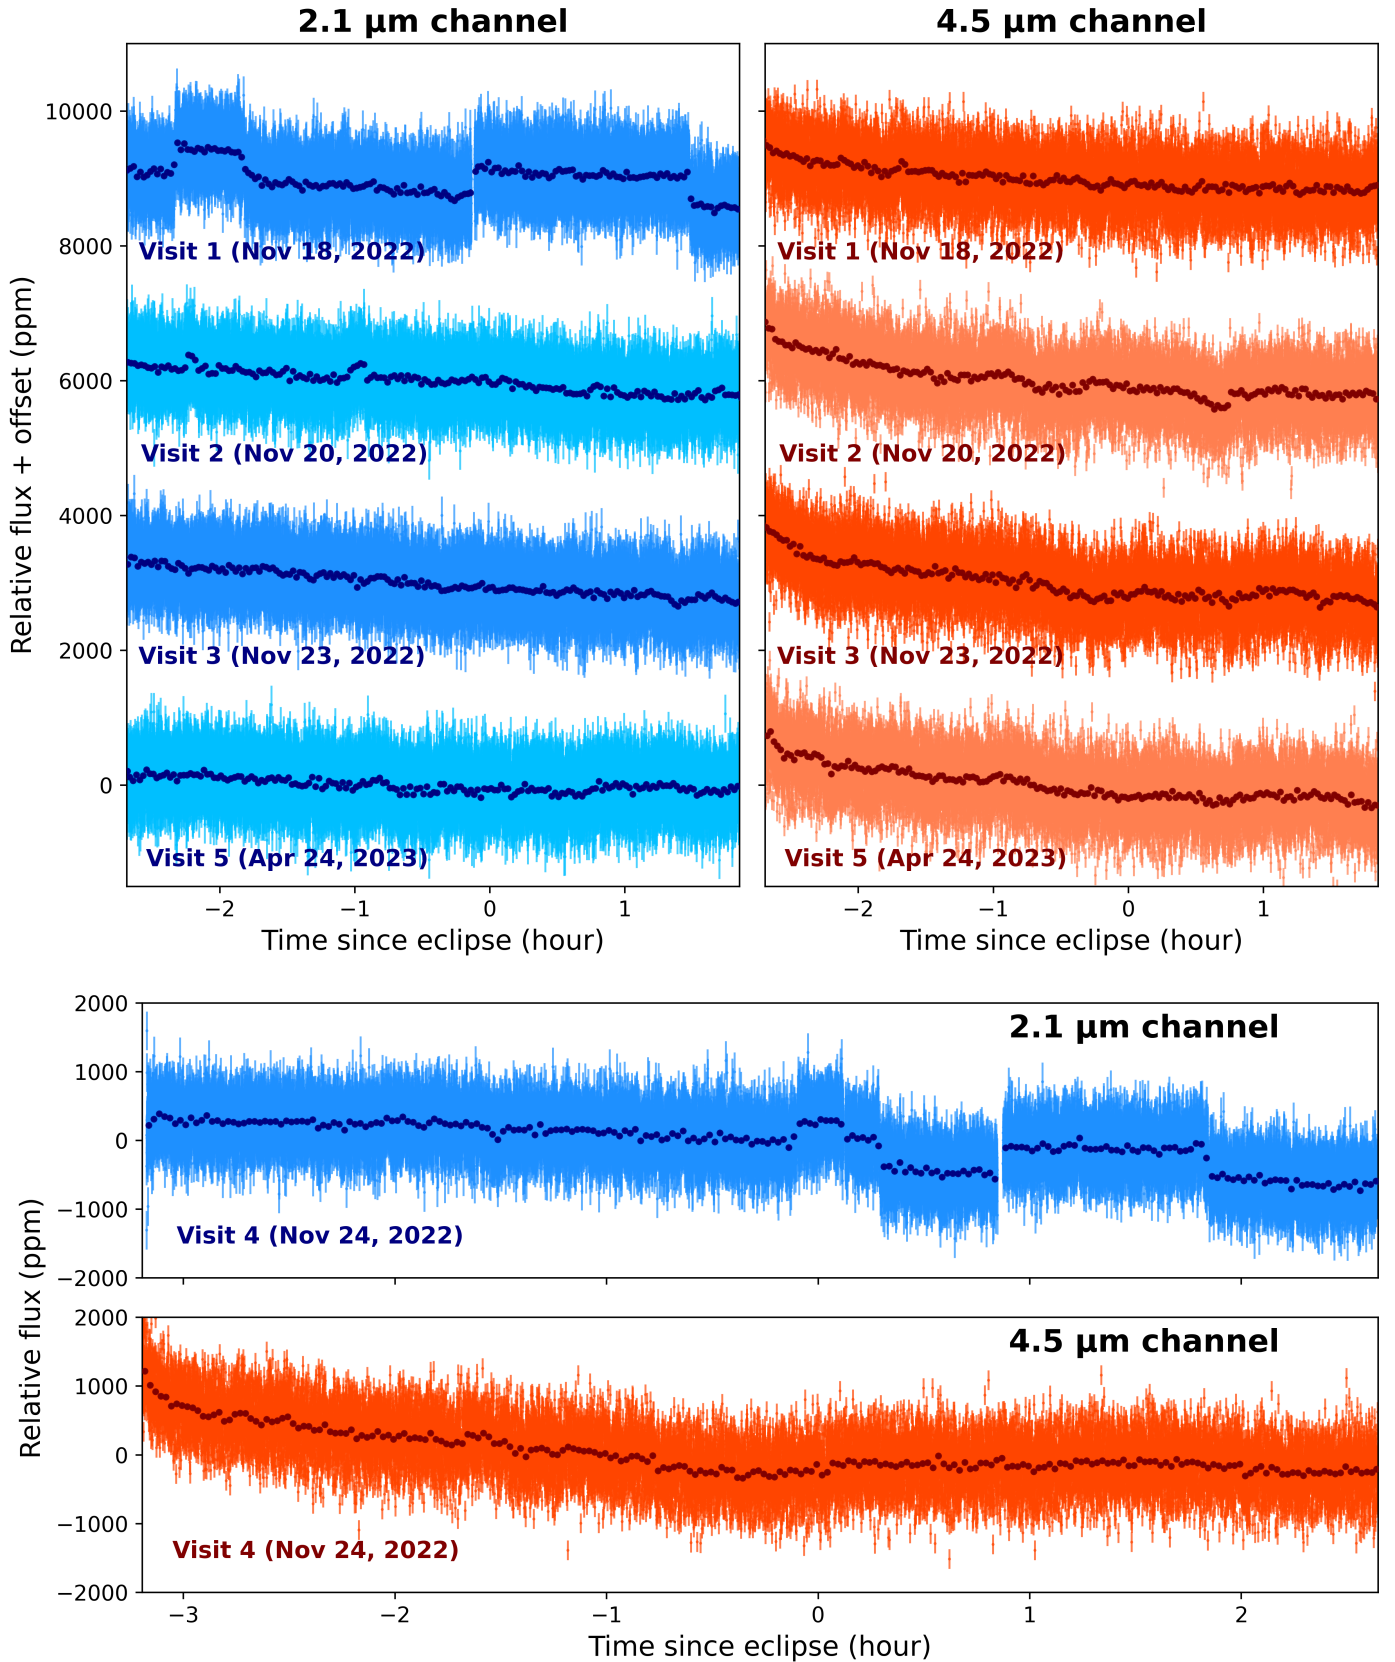 2.1 μm channel
4.5 μm channel
Relative flux + offset (ppm)
10000
8000
6000
4000
2000
0
Visit 1 (Nov 18, 2022)
Visit 2 (Nov 20, 2022)
Visit 3 (Nov 23, 2022)
Visit 5 (Apr 24, 2023)
−2 −1 0 1
Time since eclipse (hour)
Visit 1 (Nov 18, 2022)
Visit 2 (Nov 20, 2022)
Visit 3 (Nov 23, 2022)
Visit 5 (Apr 24, 2023)
−2 −1 0 1
Time since eclipse (hour)
Relative flux (ppm)
2000
1000
0
−1000
−2000
2.1 μm channel
Visit 4 (Nov 24, 2022)
2000
1000
0
−1000
−2000
4.5 μm channel
Visit 4 (Nov 24, 2022)
−3 −2 −1 0 1 2
Time since eclipse (hour)